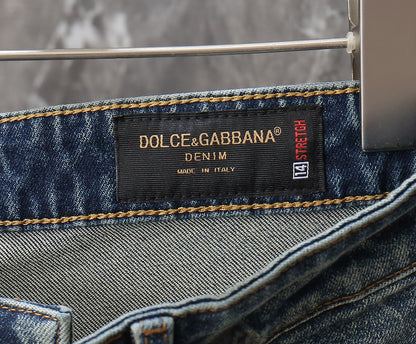 DOLCE&GABBANA®
DENIM
MADE IN ITALY
14 STRETCH